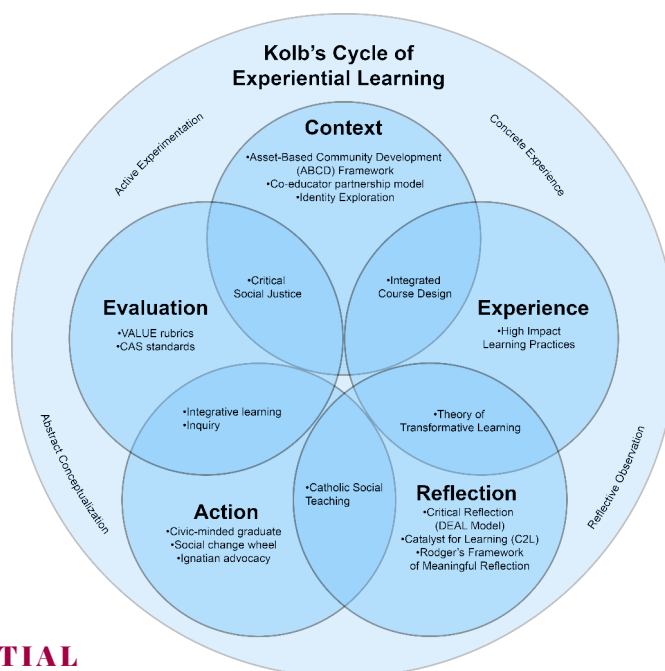 Kolb's Cycle of
Experiential Learning
Active Experimentation
Concrete Experience
Context
•Asset-Based Community Development
(ABCD) Framework
•Co-educator partnership model
•Identity Exploration
•Critical
Social Justice
•Integrated
Course Design
Evaluation
•VALUE rubrics
•CAS standards
Experience
•High Impact
Learning Practices
•Integrative learning
•Inquiry
•Theory of
Transformative Learning
Abstract Conceptualization
Reflective Observation
•Catholic Social
Teaching
Action
•Civic-minded graduate
•Social change wheel
•Ignatian advocacy
Reflection
•Critical Reflection
(DEAL Model)
•Catalyst for Learning (C2L)
•Rodger's Framework
of Meaningful Reflection
TIAL